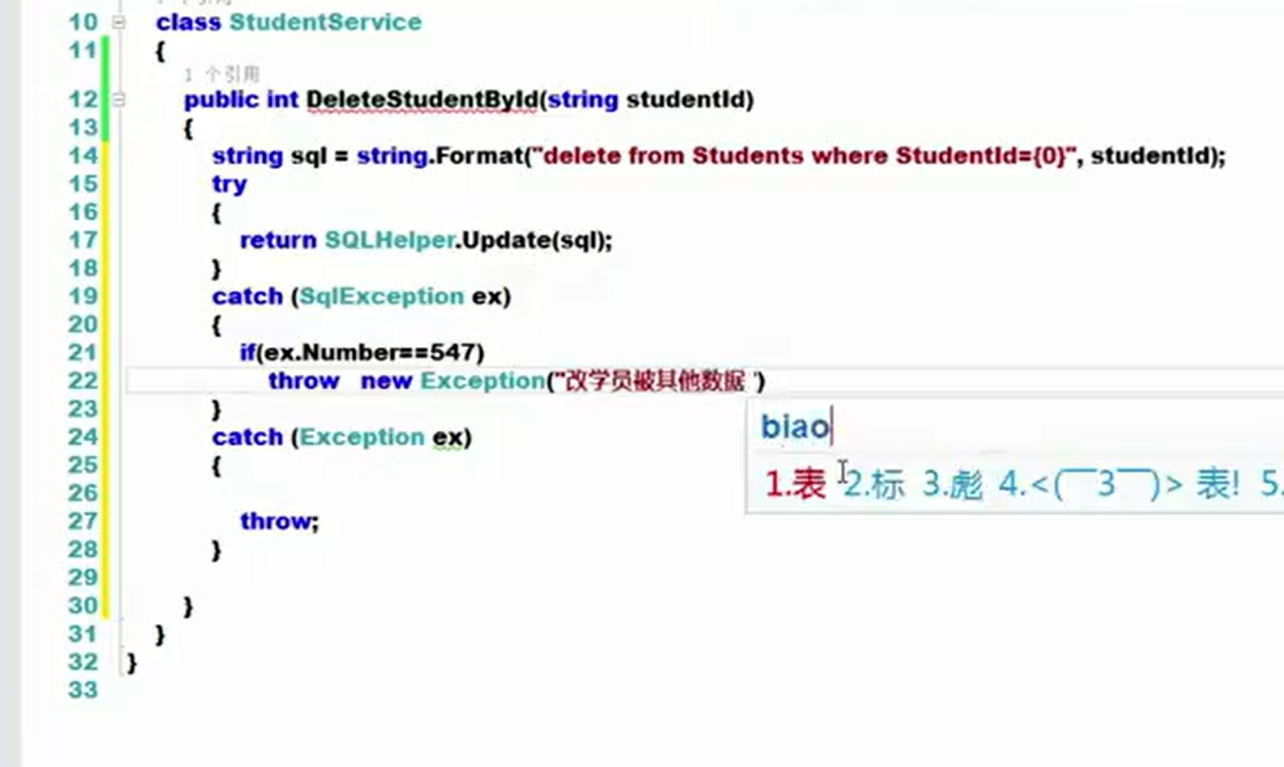 10 class StudentService
11 {
1 个引用
12 public int DeleteStudentById(string studentId)
13 {
14 string sql = string.Format("delete from Students where StudentId={0}", studentId);
15 try
16 {
17 return SQLHelper.Update(sql);
18 }
19 catch (SqlException ex)
20 {
21 if(ex.Number==547)
22 throw new Exception("改学员被其他数据 ")
23 }
biao
24 catch (Exception ex)
25 {
1.表 2.标 3.彪 4.<(￣3￣)> 表! 5.
26
27 throw;
28 }
29
30 }
31 }
32 }
33